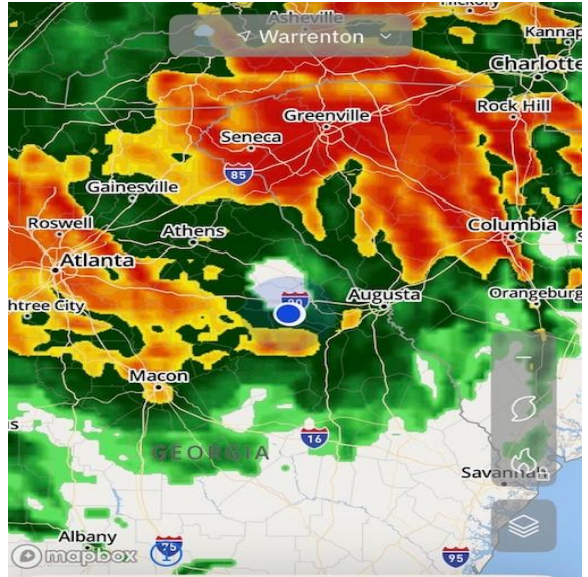 Asheville
Hickory
Warrenton
Kannap
Charlotte
Greenville
Rock Hill
Seneca
85
Gainesville
Roswell
Athens
Columbia
S
Atlanta
20
Augusta
Orangeburg
htree City
Macon
16
s
GEORGIA
Savannah
Albany
75
95
mapbox